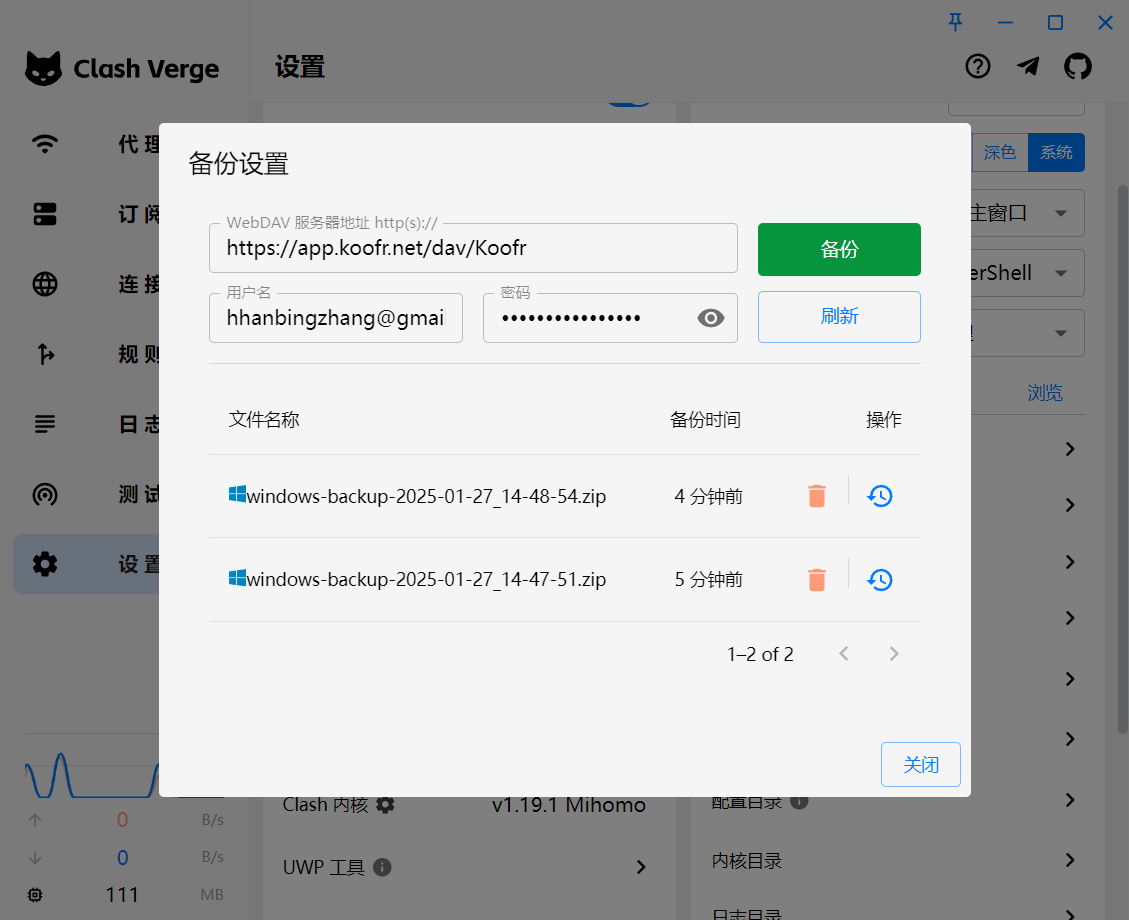 Clash Verge
设置
代 理
订 阅
连 接
规 则
日 志
测 试
设 置
深色
系统
主窗口
erShell
浏览
备份设置
WebDAV 服务器地址 http(s)://
https://app.koofr.net/dav/Koofr
备份
用户名
hhanbingzhang@gmai
密码
••••••••••••••••
刷新
文件名称 备份时间 操作
windows-backup-2025-01-27_14-48-54.zip 4 分钟前
windows-backup-2025-01-27_14-47-51.zip 5 分钟前
1–2 of 2
关闭
0 B/s
0 B/s
111 MB
Clash 内核 v1.19.1 Mihomo
UWP 工具
配置目录
内核目录
日志目录